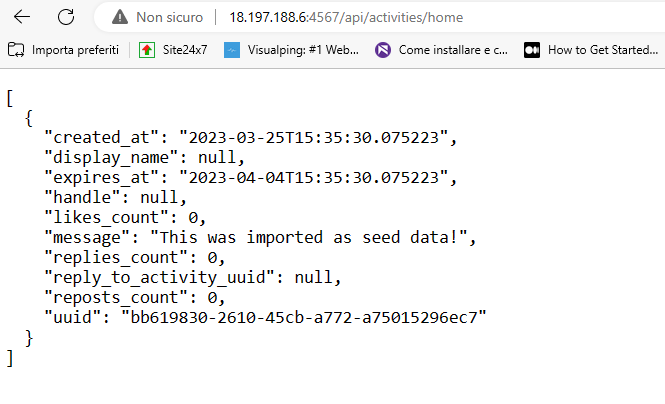 Non sicuro 18.197.188.6:4567/api/activities/home
Importa preferiti Site24x7 Visualping: #1 Web... Come installare e c... How to Get Started...
[
  {
    "created_at": "2023-03-25T15:35:30.075223",
    "display_name": null,
    "expires_at": "2023-04-04T15:35:30.075223",
    "handle": null,
    "likes_count": 0,
    "message": "This was imported as seed data!",
    "replies_count": 0,
    "reply_to_activity_uuid": null,
    "reposts_count": 0,
    "uuid": "bb619830-2610-45cb-a772-a75015296ec7"
  }
]